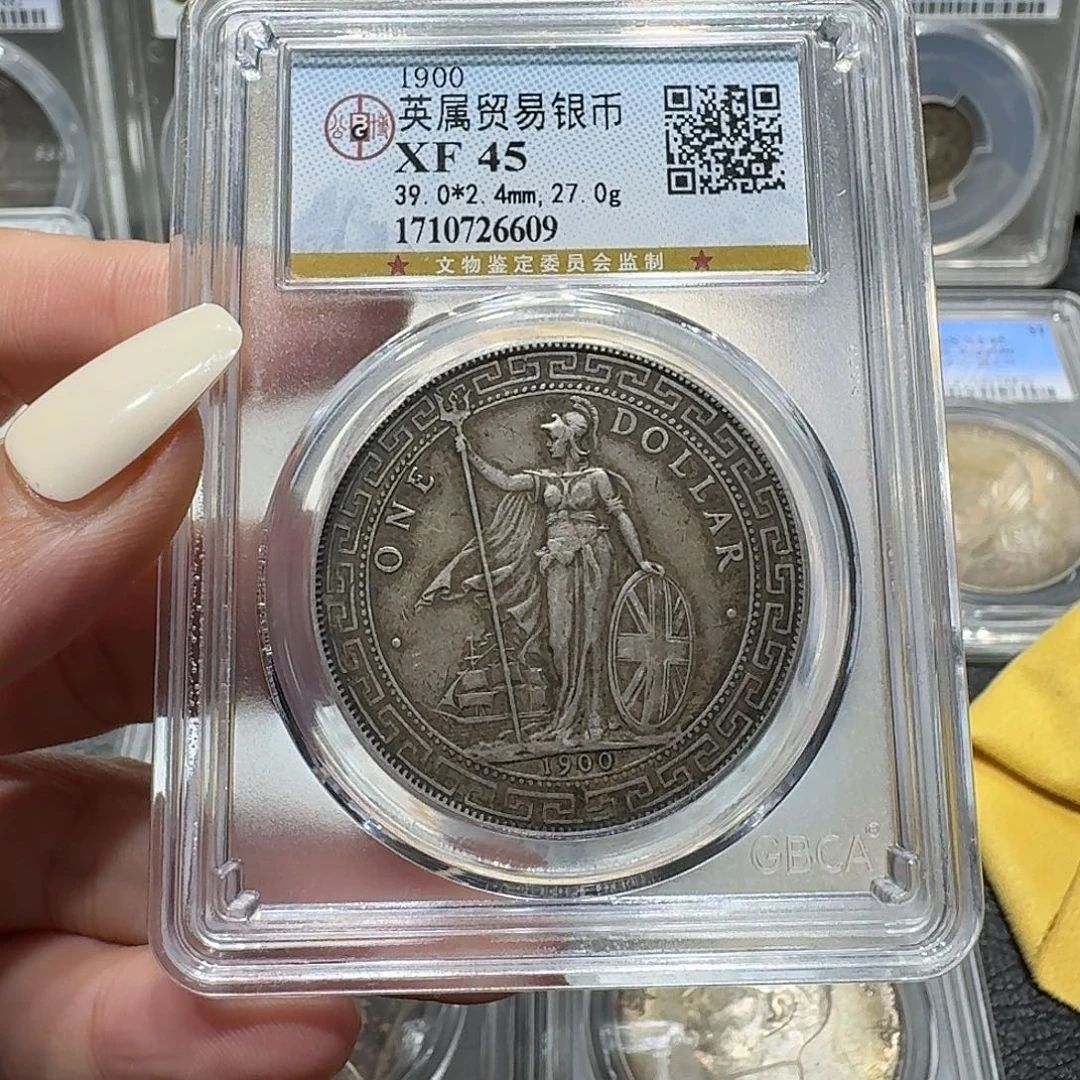 1900
英属贸易银币
XF 45
39.0*2.4mm,27.0g
1710726609
★ 文物鉴定委员会监制 ★
ONE DOLLAR
1900
GBCA®